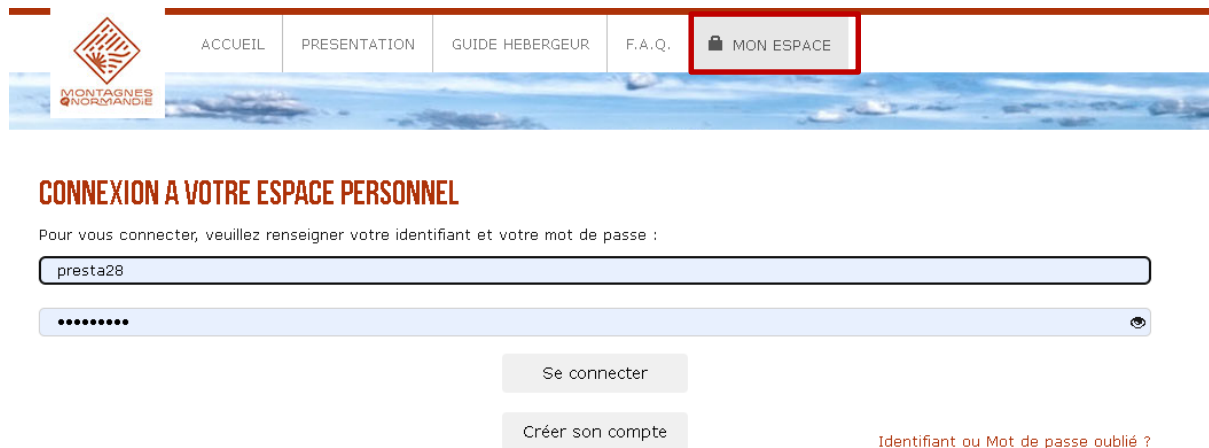 ACCUEIL PRESENTATION GUIDE HEBERGEUR F.A.Q. MON ESPACE
MONTAGNES
NORMANDIE
CONNEXION A VOTRE ESPACE PERSONNEL
Pour vous connecter, veuillez renseigner votre identifiant et votre mot de passe :
presta28
•••••••••
Se connecter
Créer son compte
Identifiant ou Mot de passe oublié ?